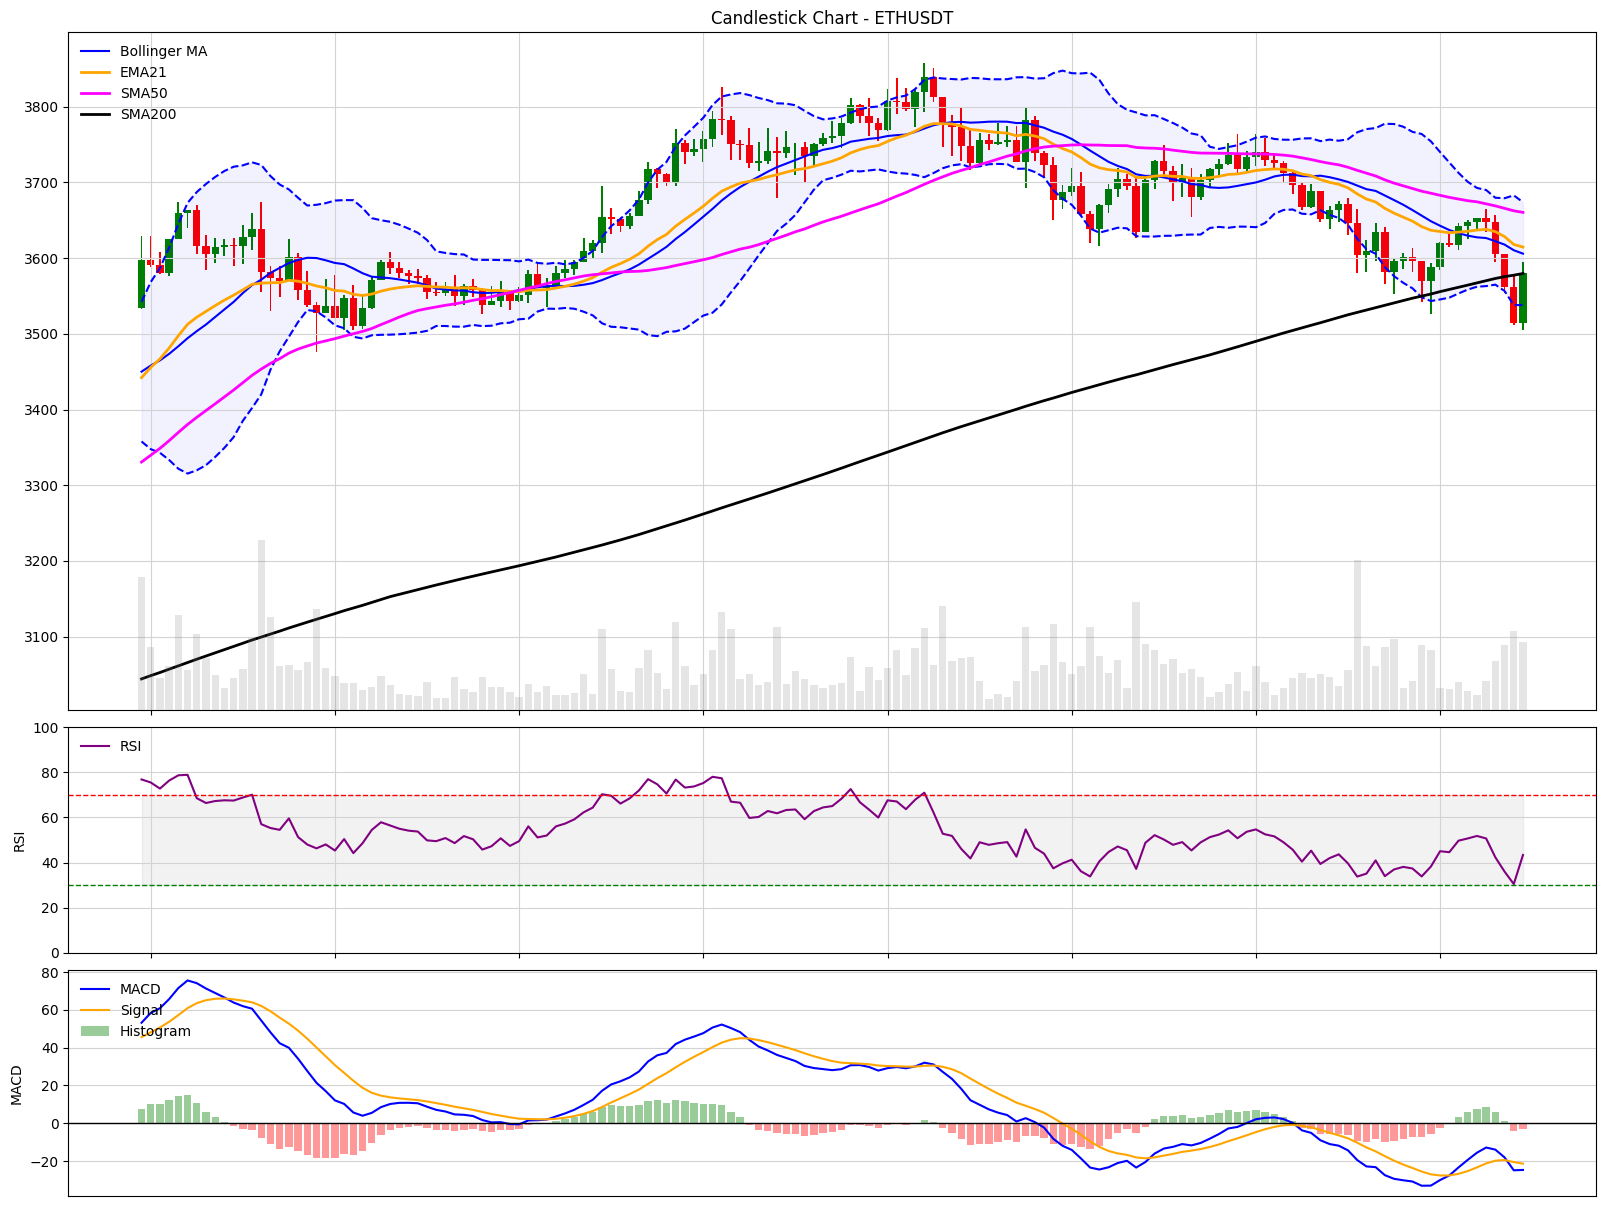 Candlestick Chart - ETHUSDT
Bollinger MA
EMA21
SMA50
SMA200
3800
3700
3600
3500
3400
3300
3200
3100
100
80
60
40
20
0
RSI
RSI
80
60
40
20
0
−20
MACD
MACD
Signal
Histogram